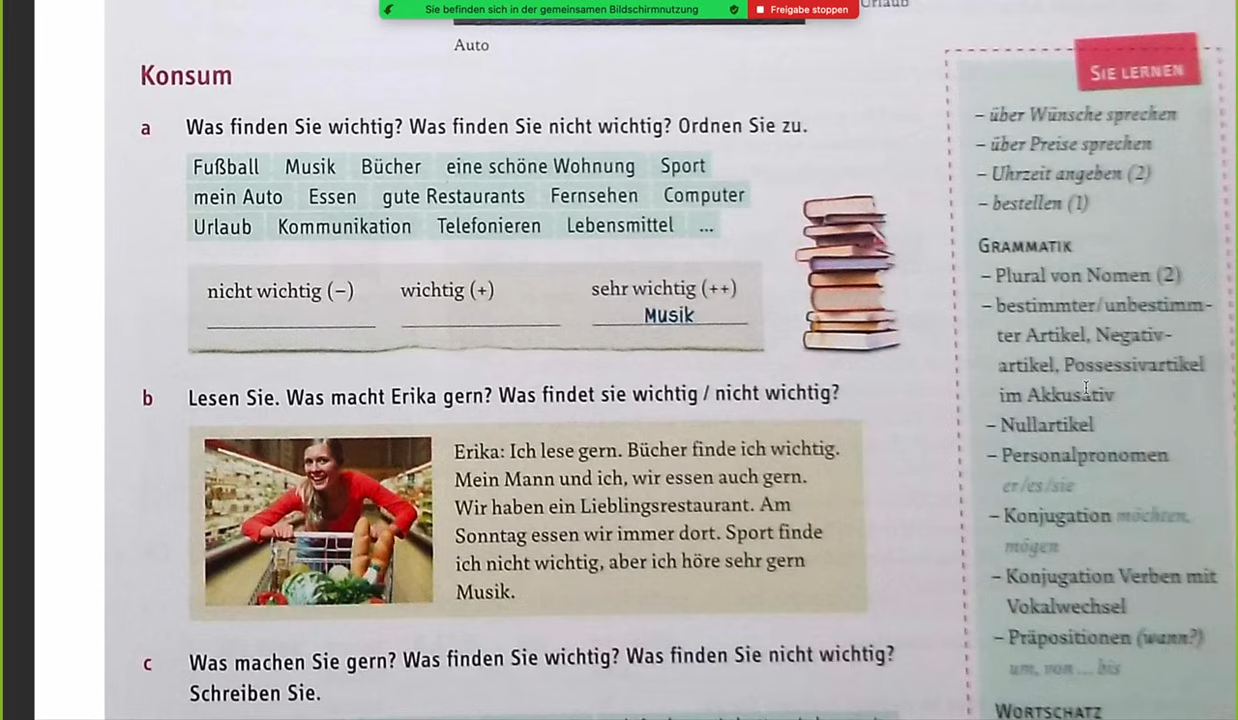 Sie befinden sich in der gemeinsamen Bildschirmnutzung
Freigabe stoppen
Urlaub
Auto
Konsum
a Was finden Sie wichtig? Was finden Sie nicht wichtig? Ordnen Sie zu.
Fußball Musik Bücher eine schöne Wohnung Sport
mein Auto Essen gute Restaurants Fernsehen Computer
Urlaub Kommunikation Telefonieren Lebensmittel ...
nicht wichtig (–) wichtig (+) sehr wichtig (++)
Musik
b Lesen Sie. Was macht Erika gern? Was findet sie wichtig / nicht wichtig?
Erika: Ich lese gern. Bücher finde ich wichtig.
Mein Mann und ich, wir essen auch gern.
Wir haben ein Lieblingsrestaurant. Am
Sonntag essen wir immer dort. Sport finde
ich nicht wichtig, aber ich höre sehr gern
Musik.
c Was machen Sie gern? Was finden Sie wichtig? Was finden Sie nicht wichtig?
Schreiben Sie.
SIE LERNEN
– über Wünsche sprechen
– über Preise sprechen
– Uhrzeit angeben (2)
– bestellen (1)
GRAMMATIK
– Plural von Nomen (2)
– bestimmter/unbestimm-
ter Artikel, Negativ-
artikel, Possessivartikel
im Akkusativ
– Nullartikel
– Personalpronomen
er/es/sie
– Konjugation möchten,
mögen
– Konjugation Verben mit
Vokalwechsel
– Präpositionen (wann?)
um, von ... bis
WORTSCHATZ